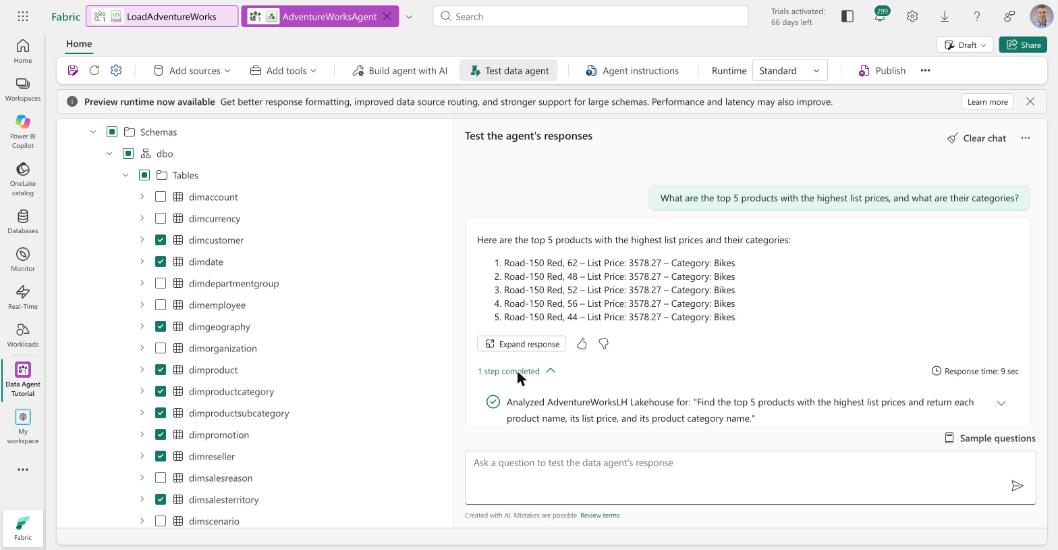 Fabric
LoadAdventureWorks
AdventureWorksAgent
Search
Trials activated:
66 days left
299
Home
Draft
Share
Add sources
Add tools
Build agent with AI
Test data agent
Agent instructions
Runtime
Standard
Publish
Preview runtime now available Get better response formatting, improved data source routing, and stronger support for large schemas. Performance and latency may also improve.
Learn more
Home
Workspaces
Power BI
Copilot
OneLake
catalog
Databases
Monitor
Real-Time
Workloads
Data Agent
Tutorial
My
workspace
Fabric
Schemas
dbo
Tables
dimaccount
dimcurrency
dimcustomer
dimdate
dimdepartmentgroup
dimemployee
dimgeography
dimorganization
dimproduct
dimproductcategory
dimproductsubcategory
dimpromotion
dimreseller
dimsalesreason
dimsalesterritory
dimscenario
Test the agent's responses
Clear chat
What are the top 5 products with the highest list prices, and what are their categories?
Here are the top 5 products with the highest list prices and their categories:
1. Road-150 Red, 62 – List Price: 3578.27 – Category: Bikes
2. Road-150 Red, 48 – List Price: 3578.27 – Category: Bikes
3. Road-150 Red, 52 – List Price: 3578.27 – Category: Bikes
4. Road-150 Red, 56 – List Price: 3578.27 – Category: Bikes
5. Road-150 Red, 44 – List Price: 3578.27 – Category: Bikes
Expand response
1 step completed
Response time: 9 sec
Analyzed AdventureWorksLH Lakehouse for: "Find the top 5 products with the highest list prices and return each
product name, its list price, and its product category name."
Sample questions
Ask a question to test the data agent's response
Created with AI. Mistakes are possible. Review terms